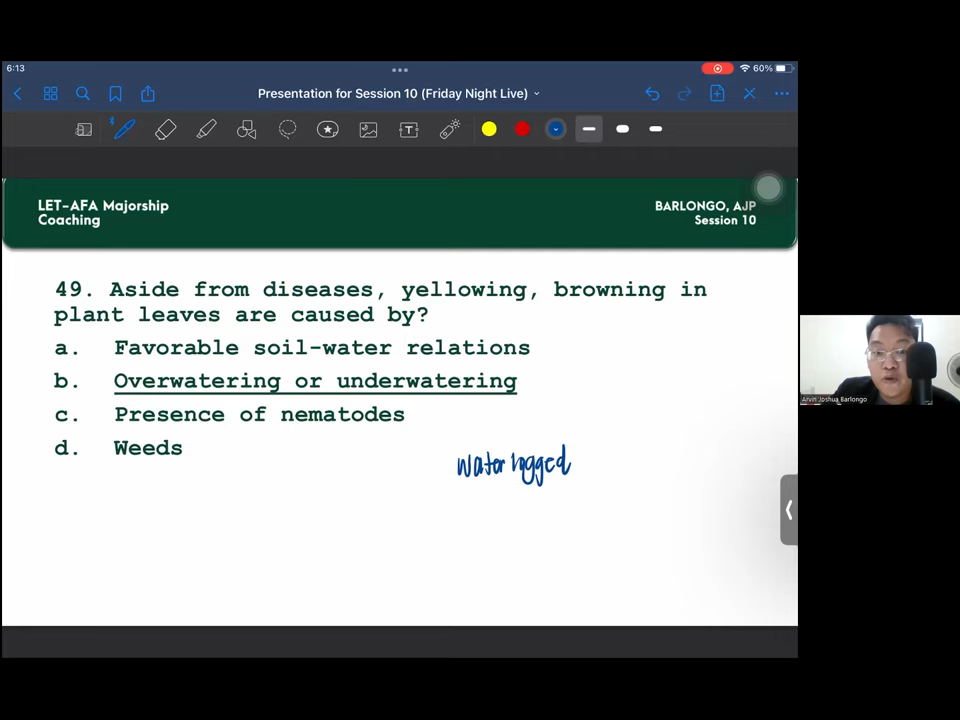 6:13
60%
Presentation for Session 10 (Friday Night Live)
T
LET-AFA Majorship
Coaching
BARLONGO, AJP
Session 10
49. Aside from diseases, yellowing, browning in
plant leaves are caused by?
a. Favorable soil-water relations
b. Overwatering or underwatering
c. Presence of nematodes
d. Weeds
water logged
Arvin Joshua Barlongo